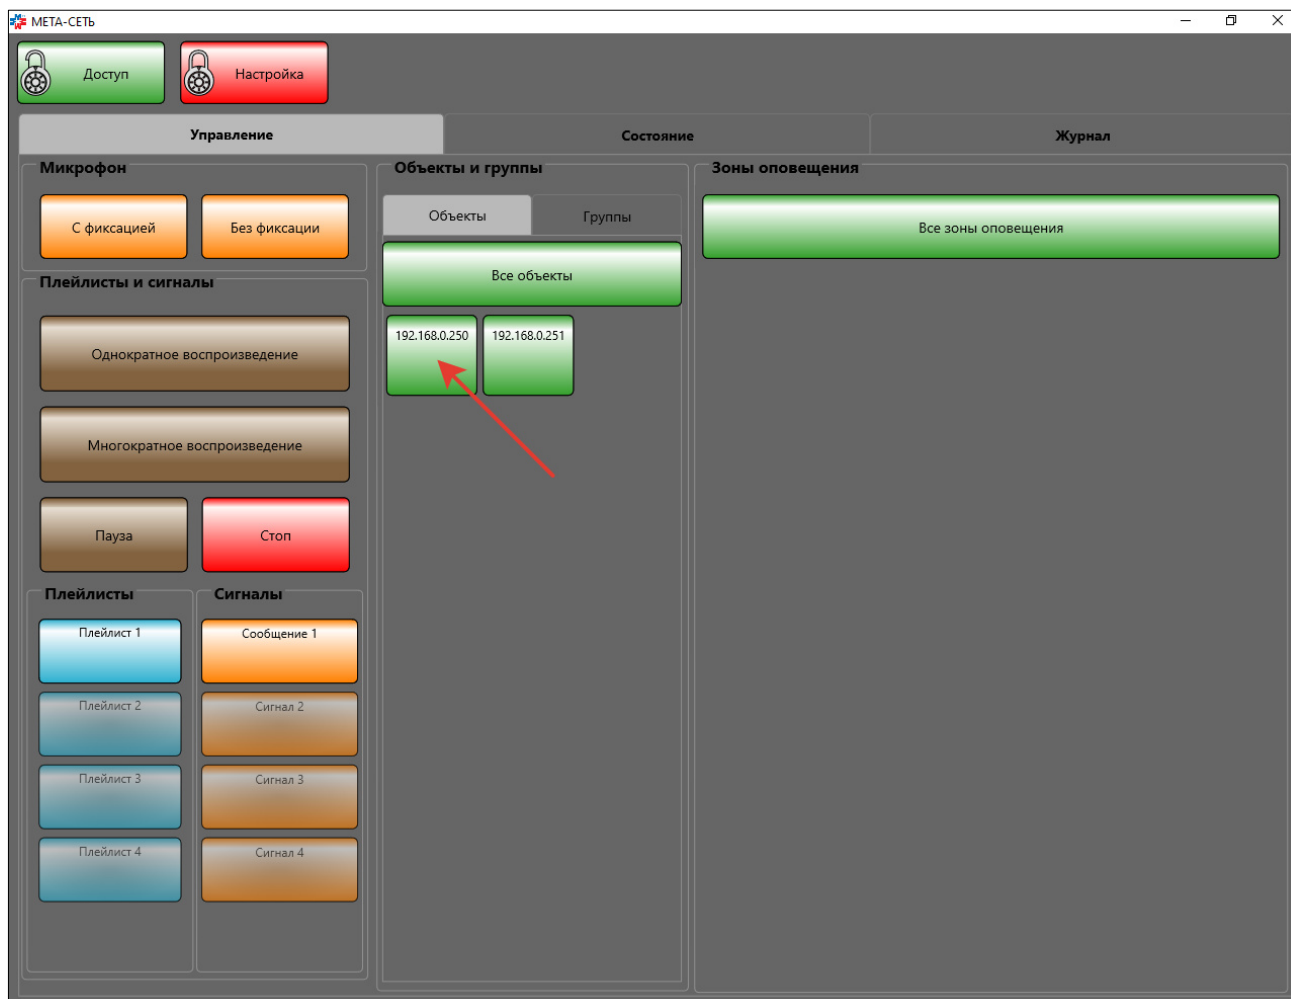 МЕТА-СЕТЬ
Доступ
Настройка
Управление
Состояние
Журнал
Микрофон
С фиксацией
Без фиксации
Плейлисты и сигналы
Однократное воспроизведение
Многократное воспроизведение
Пауза
Стоп
Плейлисты
Плейлист 1
Плейлист 2
Плейлист 3
Плейлист 4
Сигналы
Сообщение 1
Сигнал 2
Сигнал 3
Сигнал 4
Объекты и группы
Объекты
Группы
Все объекты
192.168.0.250
192.168.0.251
Зоны оповещения
Все зоны оповещения